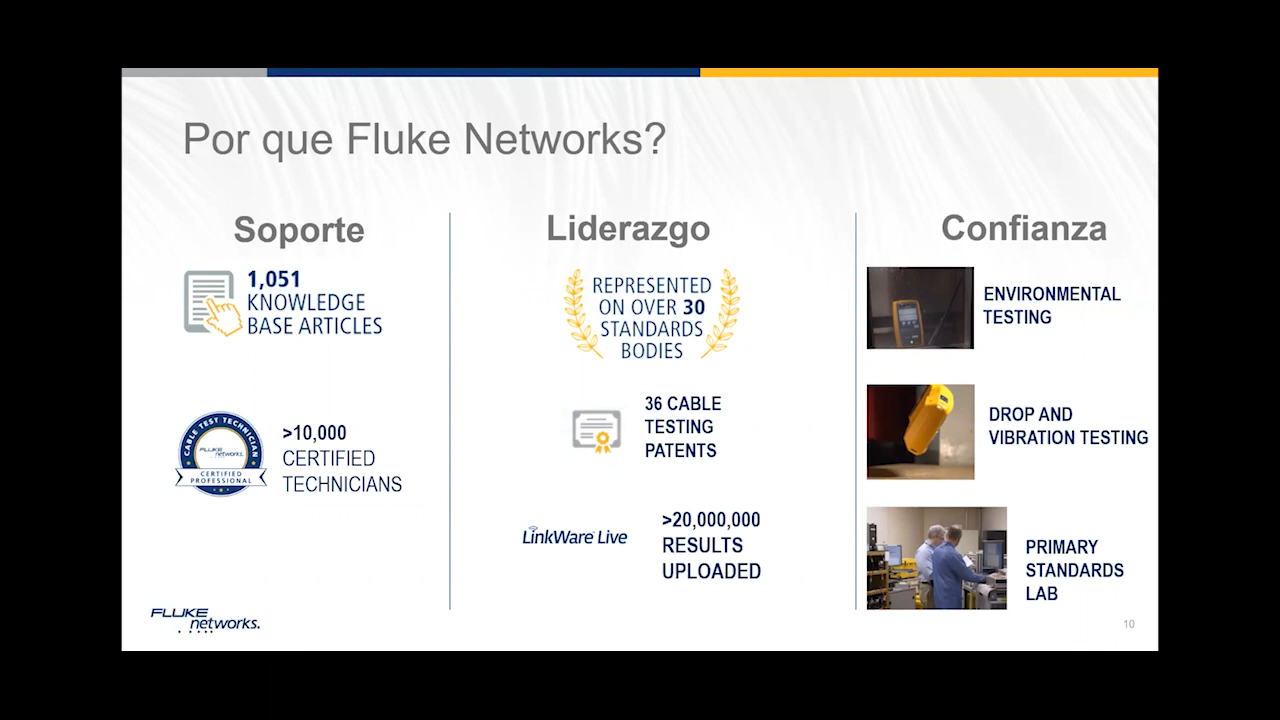 Por que Fluke Networks?
Soporte
1,051
KNOWLEDGE
BASE ARTICLES
CABLE TEST TECHNICIAN
FLUKE
networks.
CERTIFIED
PROFESSIONAL
>10,000
CERTIFIED
TECHNICIANS
Liderazgo
REPRESENTED
ON OVER 30
STANDARDS
BODIES
36 CABLE
TESTING
PATENTS
LinkWare Live
>20,000,000
RESULTS
UPLOADED
Confianza
ENVIRONMENTAL
TESTING
DROP AND
VIBRATION TESTING
PRIMARY
STANDARDS
LAB
FLUKE
networks.
10